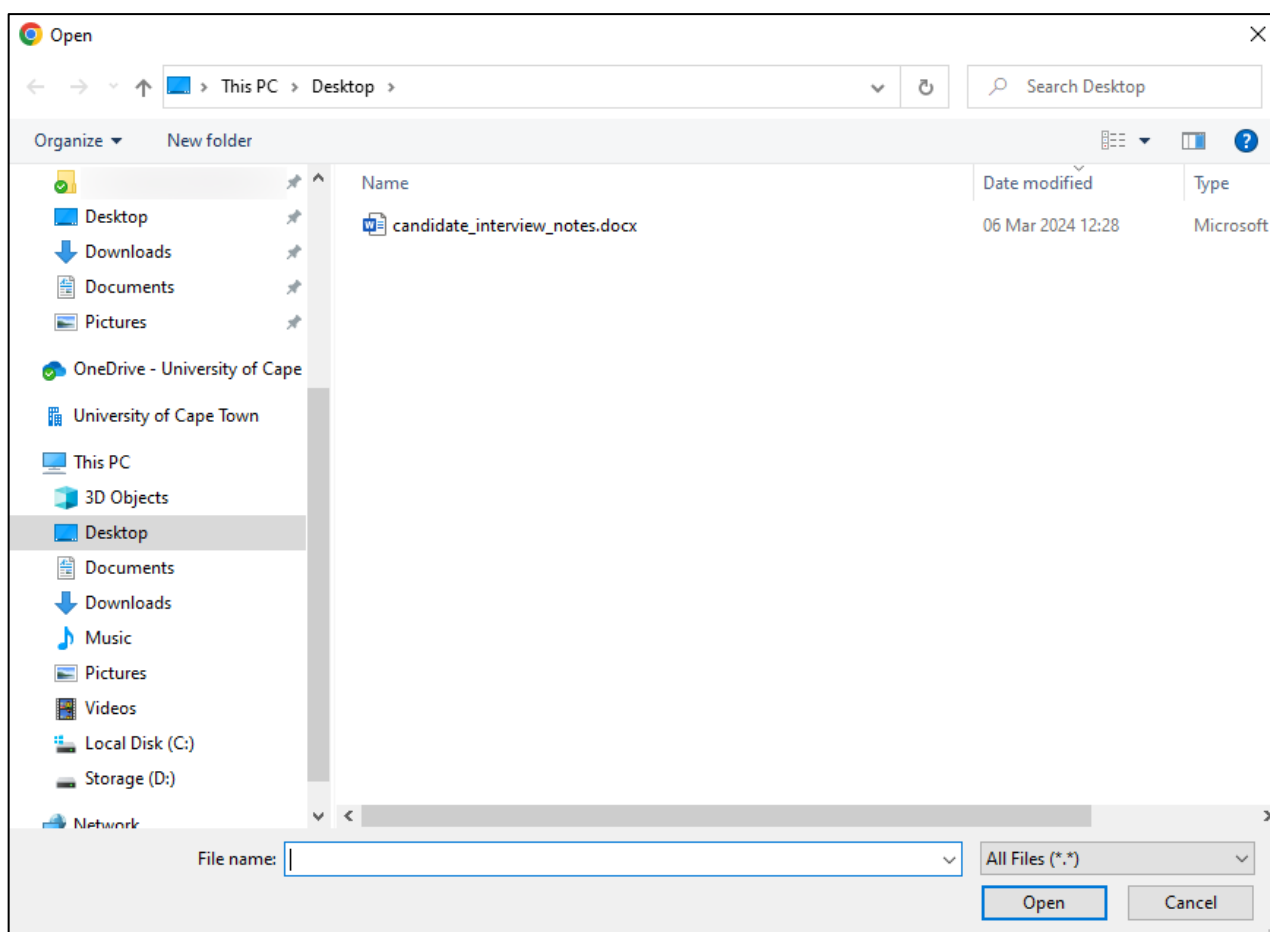 Open
This PC > Desktop >
Search Desktop
Organize
New folder
Name
Date modified
Type
candidate_interview_notes.docx
06 Mar 2024 12:28
Microsoft
Desktop
Downloads
Documents
Pictures
OneDrive - University of Cape
University of Cape Town
This PC
3D Objects
Desktop
Documents
Downloads
Music
Pictures
Videos
Local Disk (C:)
Storage (D:)
Network
File name:
All Files (*.*)
Open
Cancel